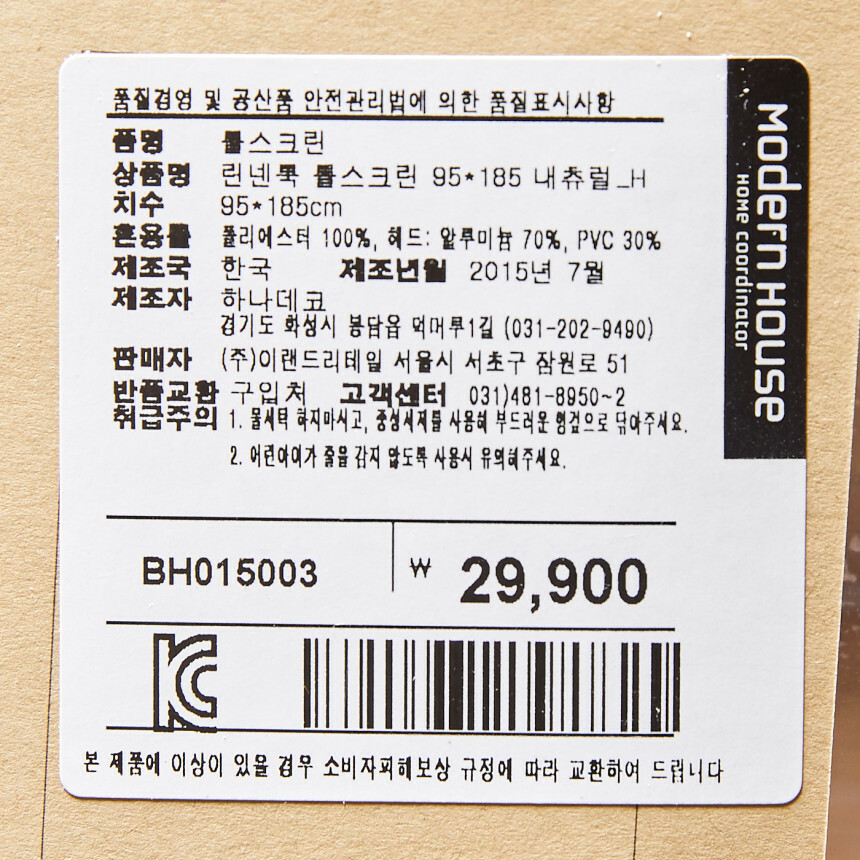 품질경영 및 공산품 안전관리법에 의한 품질표시사항
품명 롤스크린
상품명 린넨룩 롤스크린 95*185 내츄럴_H
치수 95*185cm
혼용률 폴리에스터 100%, 헤드: 알루미늄 70%, PVC 30%
제조국 한국 제조년월 2015년 7월
제조자 하나데코
경기도 화성시 봉담읍 덕머루1길 (031-202-9490)
판매자 (주)이랜드리테일 서울시 서초구 잠원로 51
반품교환 구입처 고객센터 031)481-8950~2
취급주의 1. 물세탁 하지마시고, 중성세제를 사용해 부드러운 헝겊으로 닦아주세요.
2. 어린아이가 줄을 감지 않도록 사용시 유의해주세요.
BH015003 ₩ 29,900
KC
본 제품에 이상이 있을 경우 소비자피해보상 규정에 따라 교환하여 드립니다
Modern House
Home coordinator